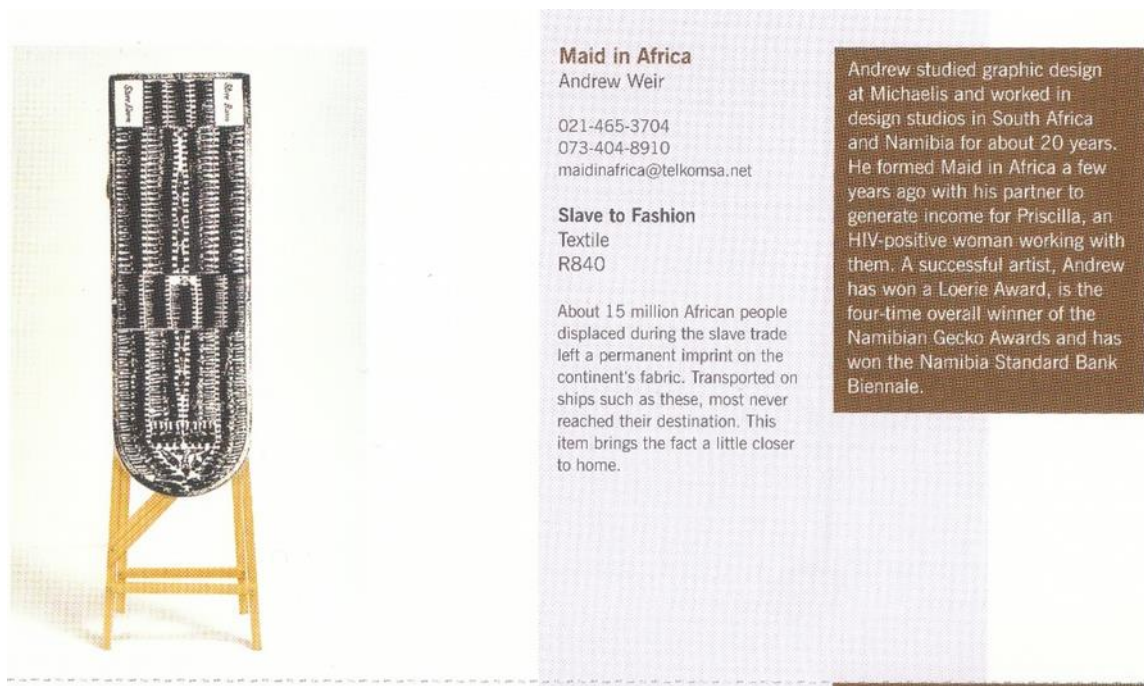 Maid in Africa
Andrew Weir
021-465-3704
073-404-8910
maidinafrica@telkomsa.net
Slave to Fashion
Textile
R840
About 15 million African people
displaced during the slave trade
left a permanent imprint on the
continent's fabric. Transported on
ships such as these, most never
reached their destination. This
item brings the fact a little closer
to home.
Andrew studied graphic design
at Michaelis and worked in
design studios in South Africa
and Namibia for about 20 years.
He formed Maid in Africa a few
years ago with his partner to
generate income for Priscilla, an
HIV-positive woman working with
them. A successful artist, Andrew
has won a Loerie Award, is the
four-time overall winner of the
Namibian Gecko Awards and has
won the Namibia Standard Bank
Biennale.